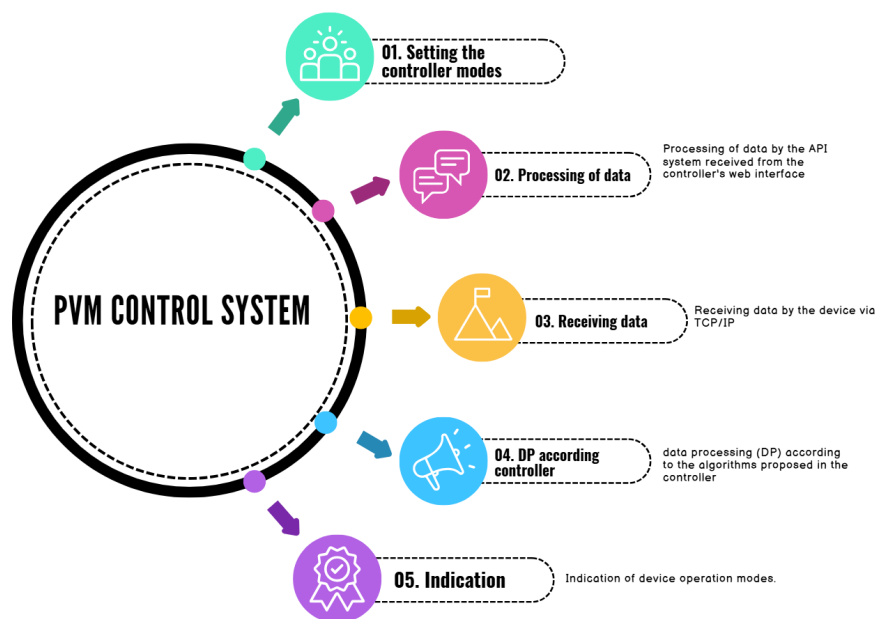 01. Setting the
controller modes
02. Processing of data
Processing of data by the API
system received from the
controller's web interface
PVM CONTROL SYSTEM
03. Receiving data
Receiving data by the device via
TCP/IP
04. DP according
controller
data processing (DP) according
to the algorithms proposed in the
controller
05. Indication
Indication of device operation modes.